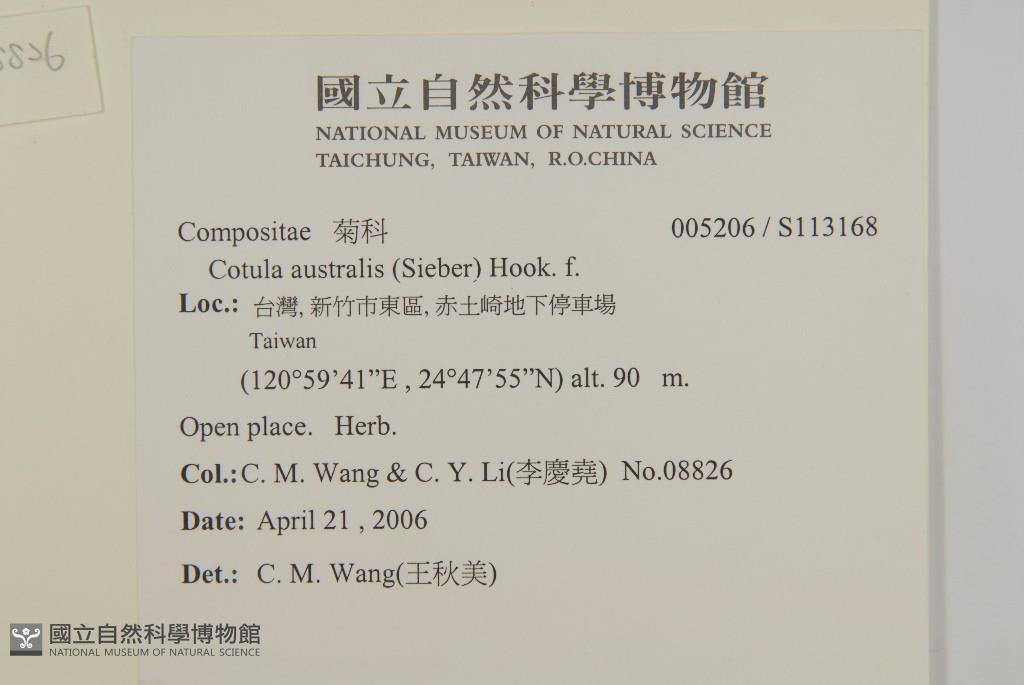 國立自然科學博物館
NATIONAL MUSEUM OF NATURAL SCIENCE
TAICHUNG, TAIWAN, R.O.CHINA
Compositae 菊科 005206 / S113168
Cotula australis (Sieber) Hook. f.
Loc.: 台灣, 新竹市東區, 赤土崎地下停車場
Taiwan
(120°59’41”E , 24°47’55”N) alt. 90 m.
Open place. Herb.
Col.: C. M. Wang & C. Y. Li(李慶堯) No.08826
Date: April 21 , 2006
Det.: C. M. Wang(王秋美)
國立自然科學博物館
NATIONAL MUSEUM OF NATURAL SCIENCE